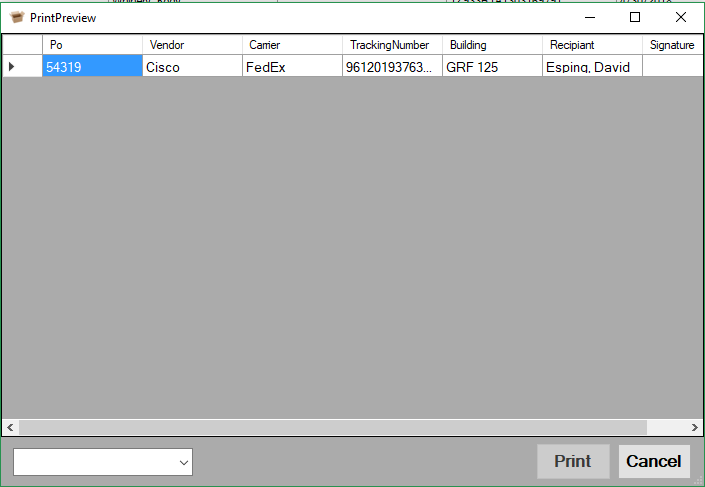 PrintPreview
Po Vendor Carrier TrackingNumber Building Recipiant Signature
54319 Cisco FedEx 96120193763... GRF 125 Esping, David
Print Cancel